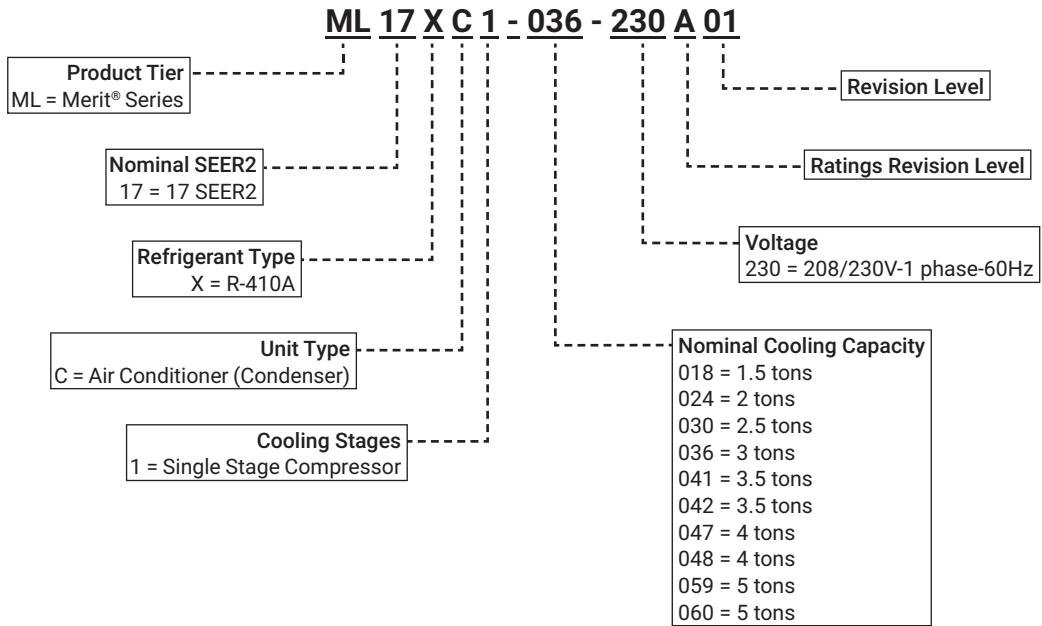 ML 17 X C 1 - 036 - 230 A 01
Product Tier
ML = Merit® Series
Revision Level
Nominal SEER2
17 = 17 SEER2
Ratings Revision Level
Refrigerant Type
X = R-410A
Voltage
230 = 208/230V-1 phase-60Hz
Unit Type
C = Air Conditioner (Condenser)
Cooling Stages
1 = Single Stage Compressor
Nominal Cooling Capacity
018 = 1.5 tons
024 = 2 tons
030 = 2.5 tons
036 = 3 tons
041 = 3.5 tons
042 = 3.5 tons
047 = 4 tons
048 = 4 tons
059 = 5 tons
060 = 5 tons